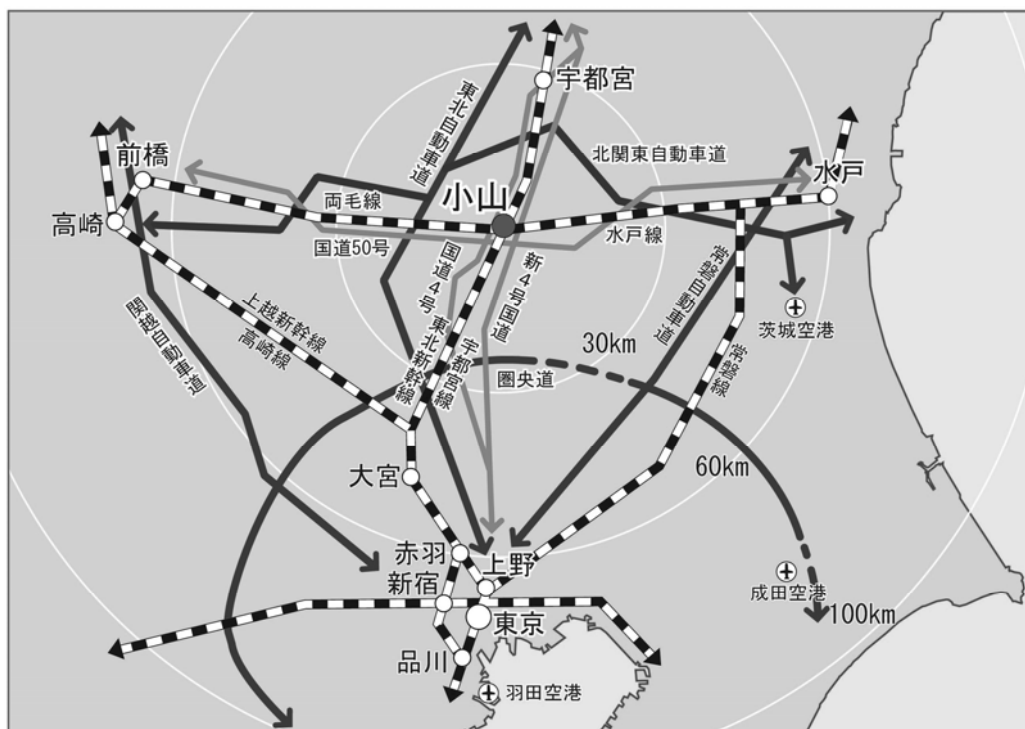 宇都宮
東北自動車道
北関東自動車道
前橋
水戸
小山
両毛線
高崎
国道50号
水戸線
国道4号
新4号国道
常磐自動車道
茨城空港
上越新幹線
高崎線
関越自動車道
東北新幹線
宇都宮線
30km
圏央道
常磐線
大宮
60km
赤羽
上野
新宿
成田空港
東京
100km
品川
羽田空港